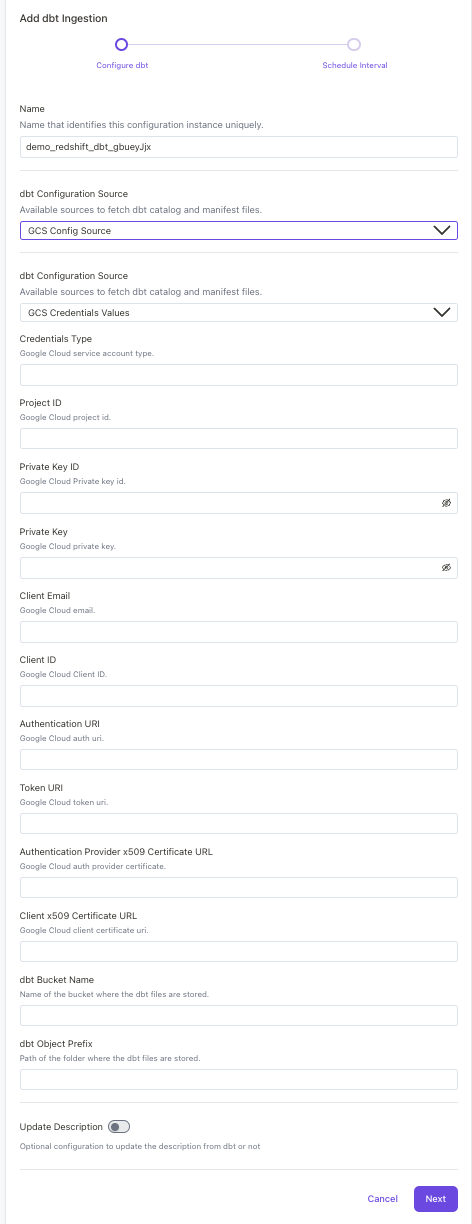 Add dbt Ingestion
Configure dbt
Schedule Interval
Name
Name that identifies this configuration instance uniquely.
demo_redshift_dbt_gbueyJjx
dbt Configuration Source
Available sources to fetch dbt catalog and manifest files.
GCS Config Source
dbt Configuration Source
Available sources to fetch dbt catalog and manifest files.
GCS Credentials Values
Credentials Type
Google Cloud service account type.
Project ID
Google Cloud project id.
Private Key ID
Google Cloud Private key id.
Private Key
Google Cloud private key.
Client Email
Google Cloud email.
Client ID
Google Cloud Client ID.
Authentication URI
Google Cloud auth uri.
Token URI
Google Cloud token uri.
Authentication Provider x509 Certificate URL
Google Cloud auth provider certificate.
Client x509 Certificate URL
Google Cloud client certificate uri.
dbt Bucket Name
Name of the bucket where the dbt files are stored.
dbt Object Prefix
Path of the folder where the dbt files are stored.
Update Description
Optional configuration to update the description from dbt or not
Cancel
Next